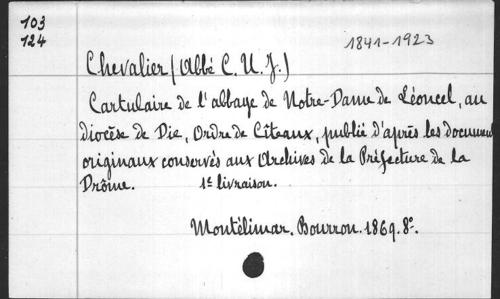 103
124
1841-1923
Chevalier (Abbé C. U. J.)
Cartulaire de l'abbaye de Notre-Dame de Léoncel, au
diocèse de Die, Ordre de Cîteaux, publié d'après les documents
originaux conservés aux Archives de la Préfecture de la
Drôme. 1e livraison.
Montélimar. Bourron. 1869. 8°.